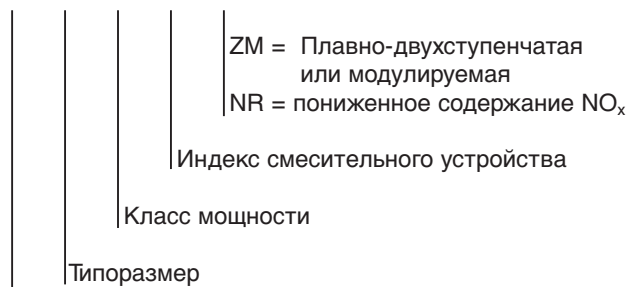 ZM = Плавно-двухступенчатая
или модулируемая
NR = пониженное содержание NOx
Индекс смесительного устройства
Класс мощности
Типоразмер